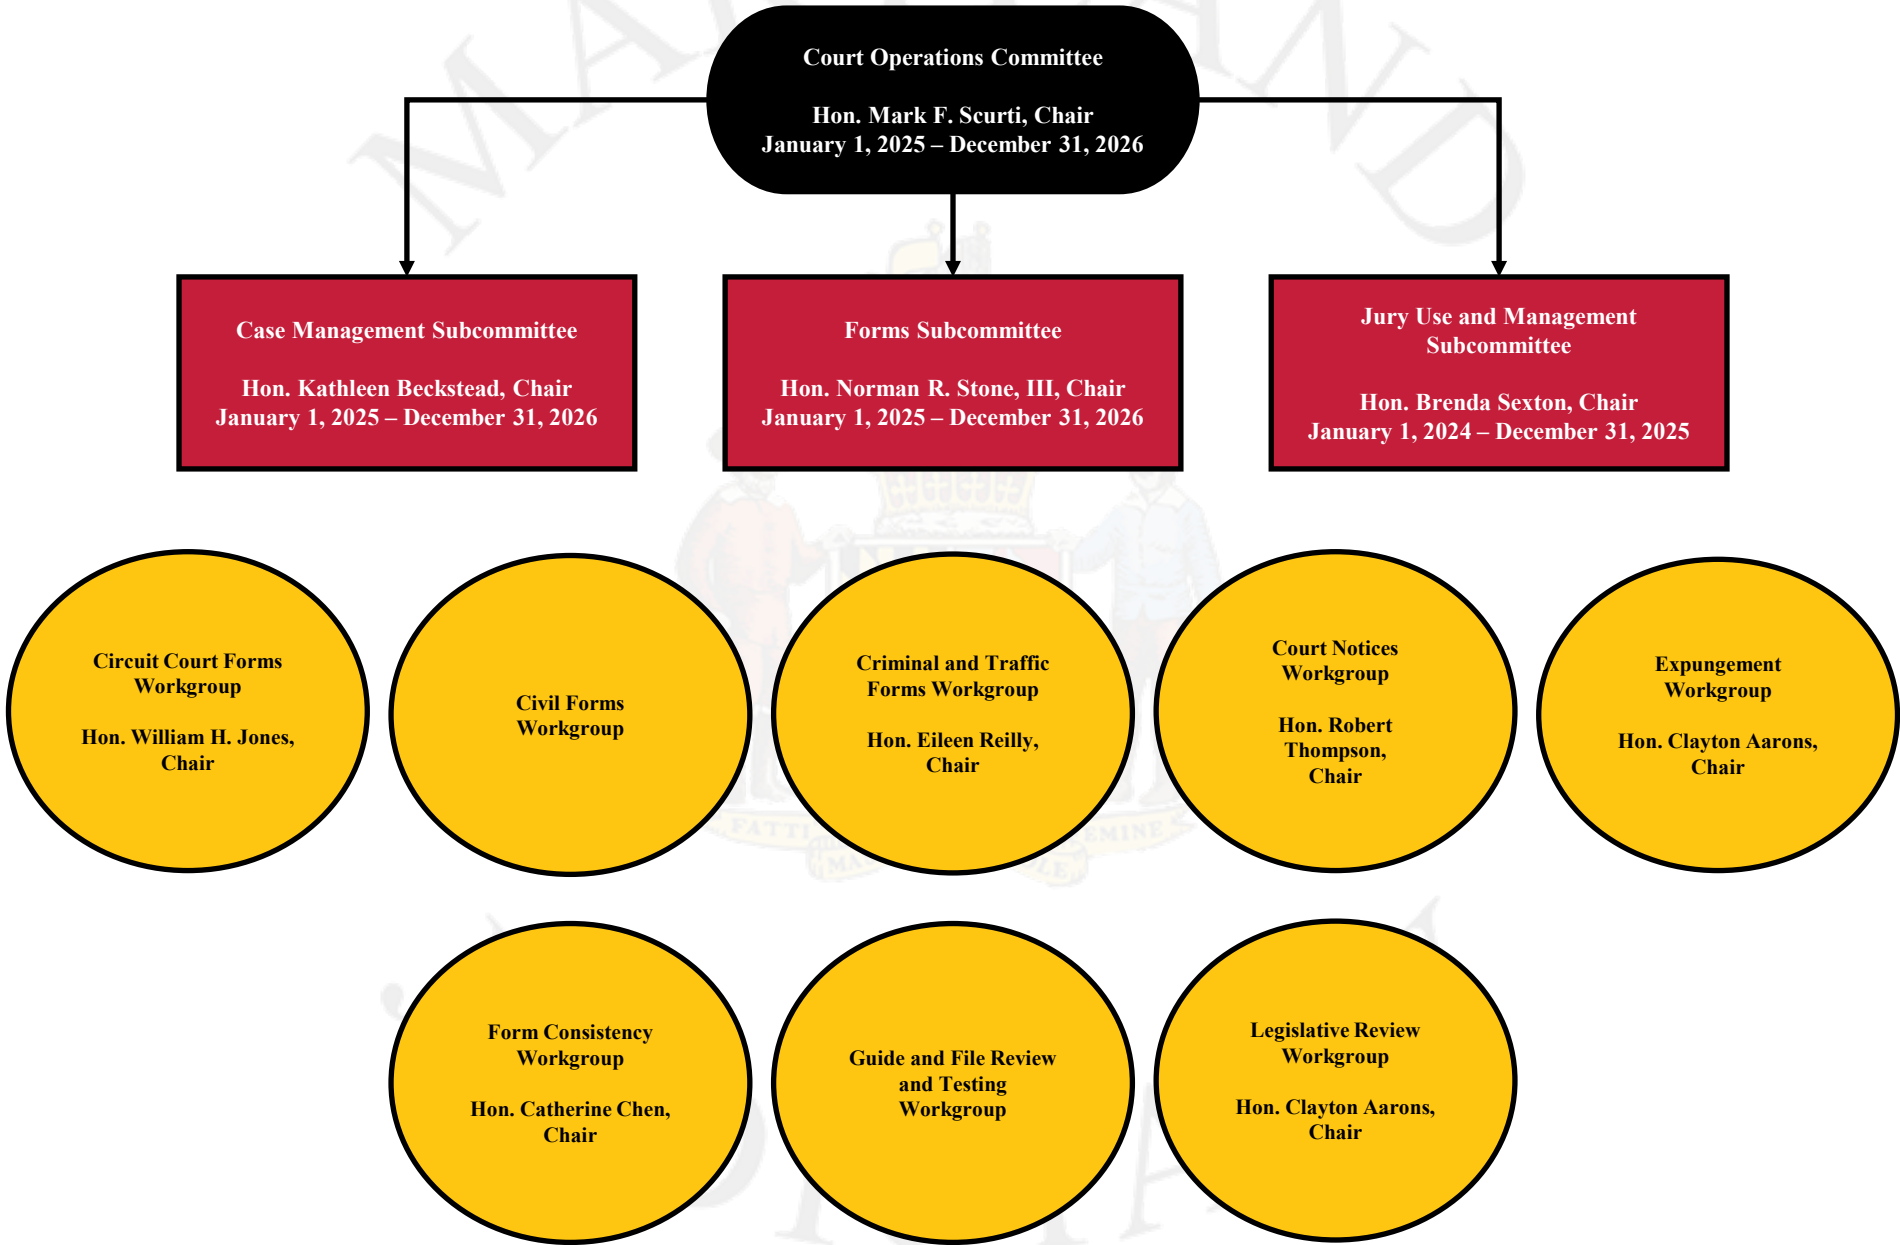 MARYLAND
Court Operations Committee
Hon. Mark F. Scurti, Chair
January 1, 2025 – December 31, 2026
Case Management Subcommittee
Hon. Kathleen Beckstead, Chair
January 1, 2025 – December 31, 2026
Forms Subcommittee
Hon. Norman R. Stone, III, Chair
January 1, 2025 – December 31, 2026
Jury Use and Management
Subcommittee
Hon. Brenda Sexton, Chair
January 1, 2024 – December 31, 2025
Circuit Court Forms
Workgroup
Hon. William H. Jones,
Chair
Civil Forms
Workgroup
Criminal and Traffic
Forms Workgroup
Hon. Eileen Reilly,
Chair
Court Notices
Workgroup
Hon. Robert
Thompson,
Chair
Expungement
Workgroup
Hon. Clayton Aarons,
Chair
FATTI
Form Consistency
Workgroup
Hon. Catherine Chen,
Chair
Guide and File Review
and Testing
Workgroup
Legislative Review
Workgroup
Hon. Clayton Aarons,
Chair